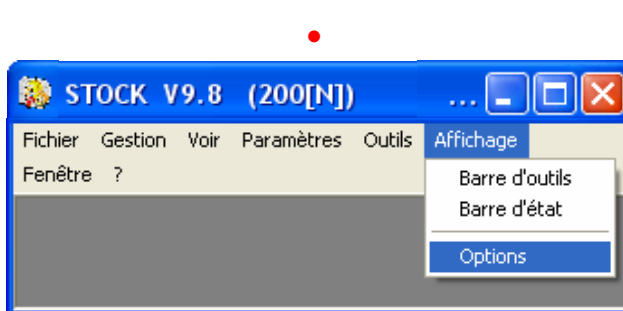 STOCK V9.8 (200[N]) ...
Fichier Gestion Voir Paramètres Outils Affichage
Fenêtre ?
Barre d'outils
Barre d'état
Options